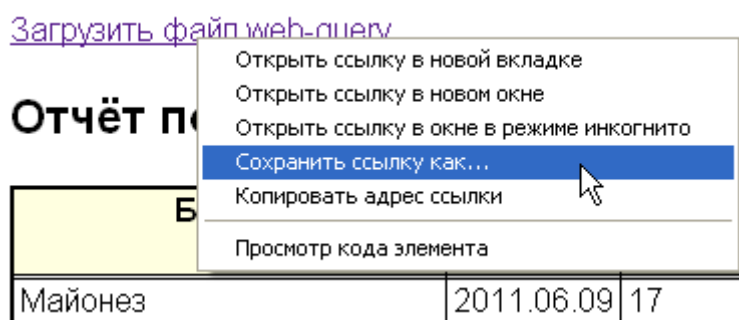 Загрузить файл web-query
Открыть ссылку в новой вкладке
Открыть ссылку в новом окне
Отчёт
Открыть ссылку в окне в режиме инкогнито
Сохранить ссылку как...
Копировать адрес ссылки
Просмотр кода элемента
Майонез 2011.06.09 17